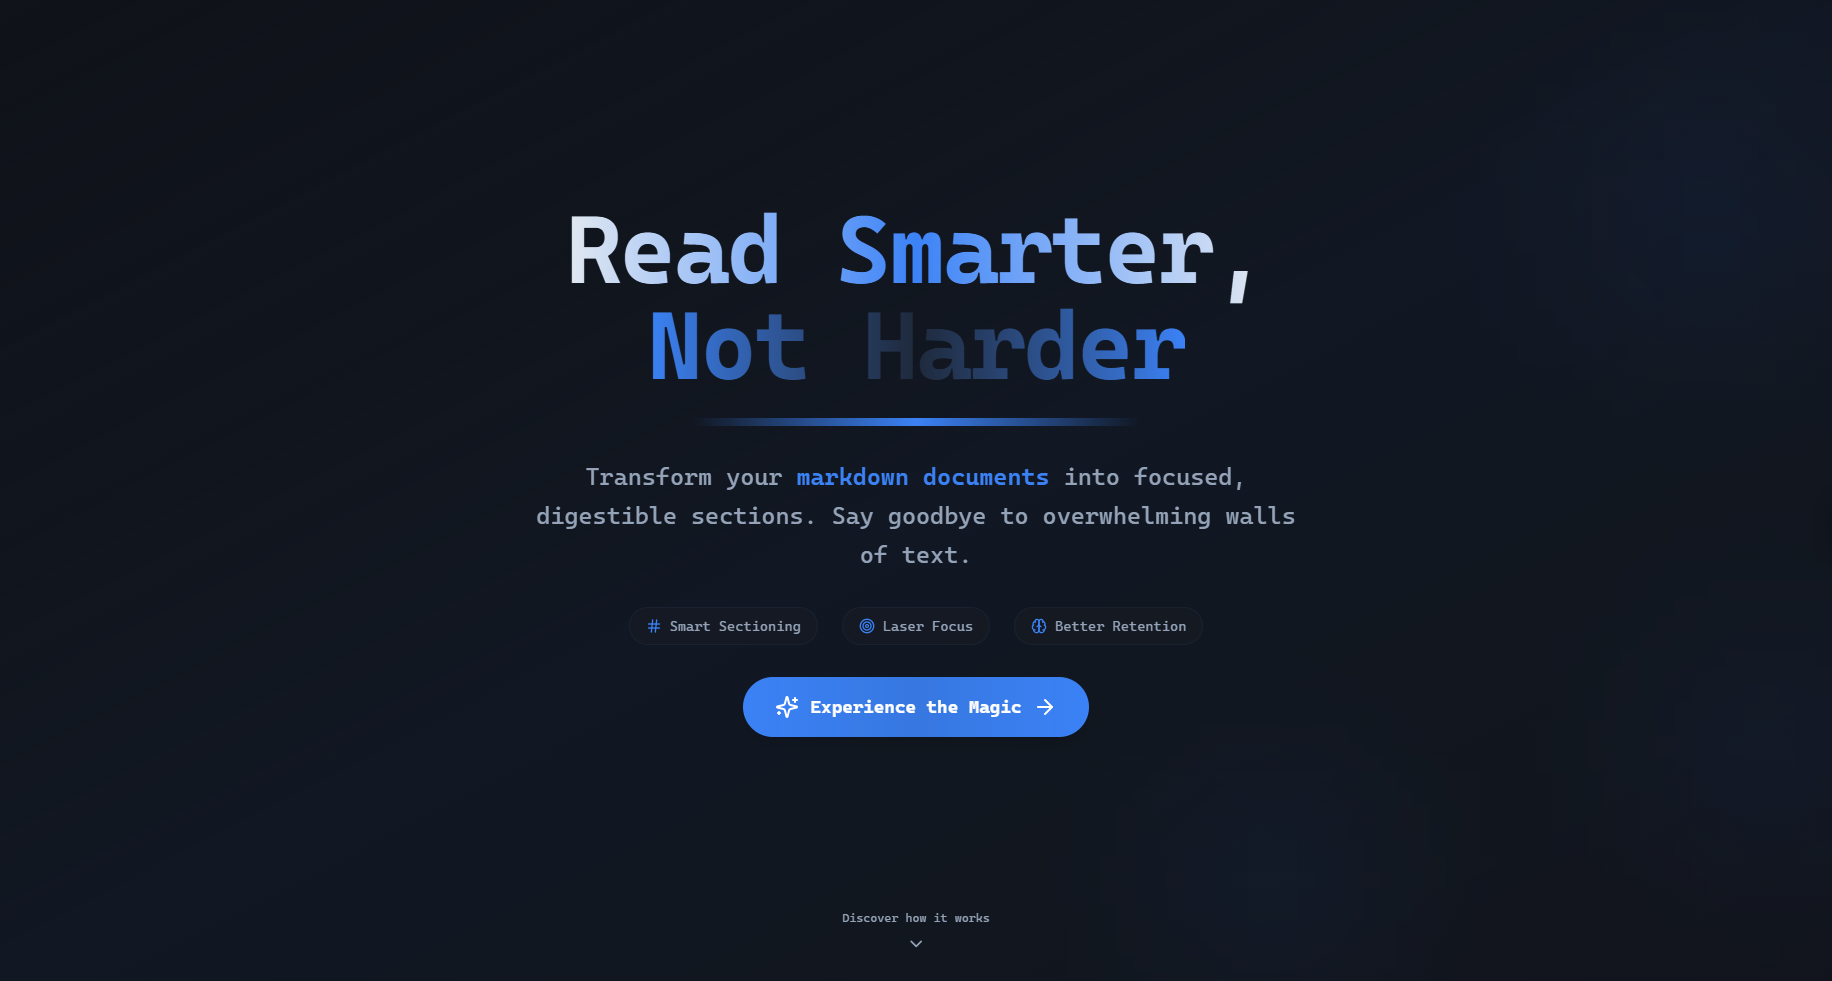 Read Smarter,
Not Harder
Transform your markdown documents into focused,
digestible sections. Say goodbye to overwhelming walls
of text.
Smart Sectioning
Laser Focus
Better Retention
Experience the Magic
Discover how it works